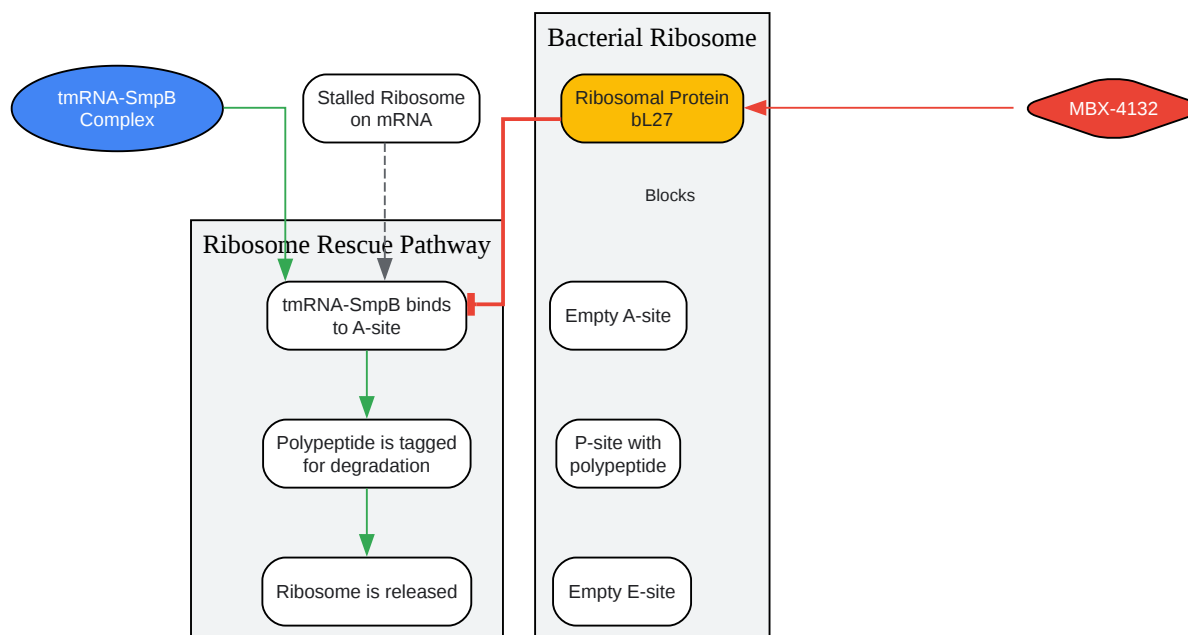 Bacterial Ribosome
tmRNA-SmpB
Complex
Stalled Ribosome
on mRNA
Ribosomal Protein
bL27
MBX-4132
Blocks
Ribosome Rescue Pathway
tmRNA-SmpB binds
to A-site
Empty A-site
Polypeptide is tagged
for degradation
P-site with
polypeptide
Ribosome is released
Empty E-site